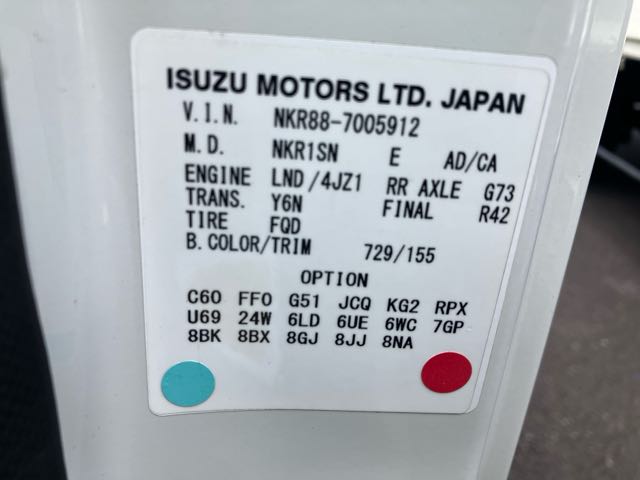 ISUZU MOTORS LTD. JAPAN
V.I.N. NKR88-7005912
M.D. NKR1SN E AD/CA
ENGINE LND/4JZ1 RR AXLE G73
TRANS. Y6N FINAL R42
TIRE FQD
B.COLOR/TRIM 729/155
OPTION
C60 FF0 G51 JCQ KG2 RPX
U69 24W 6LD 6UE 6WC 7GP
8BK 8BX 8GJ 8JJ 8NA